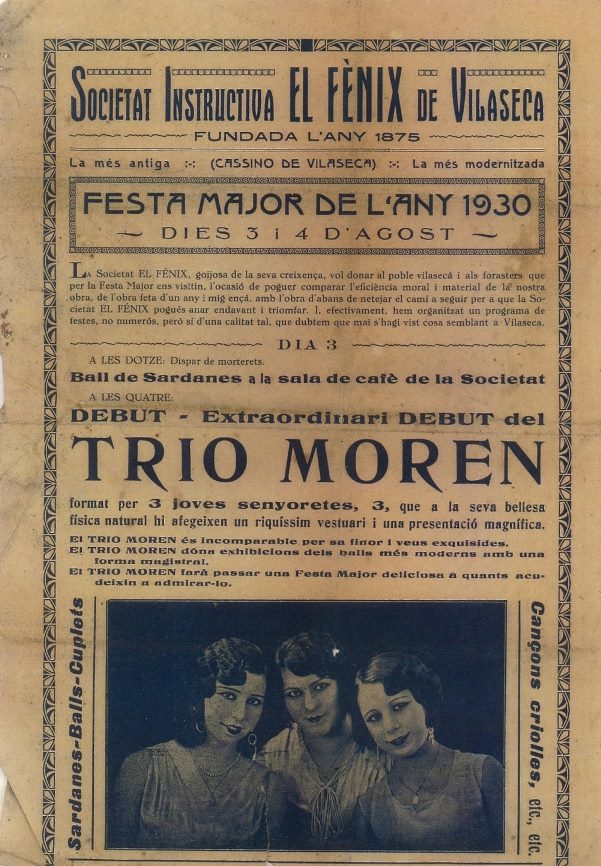 SOCIETAT INSTRUCTIVA EL FÈNIX DE VILASECA
FUNDADA L'ANY 1875
La més antiga :-: (CASSINO DE VILASECA) :-: La més modernitzada
FESTA MAJOR DE L'ANY 1930
DIES 3 i 4 D'AGOST
LA Societat EL FÉNIX, goijosa de la seva creixença, vol donar al poble vilasecà i als forasters que
per la Festa Major ens visitin, l'ocasió de poguer comparar l'eficiència moral i material de la nostra
obra, de l'obra feta d'un any i mig ençà, amb l'obra d'abans de netejar el camí a seguir per a que la So-
cietat EL FÈNIX pogués anar endavant i triomfar. I, efectivament, hem organitzat un programa de
festes, no numerós, però sí d'una calitat tal, que dubtem que mai s'hagi vist cosa semblant a Vilaseca.
DIA 3
A LES DOTZE: Dispar de morterets.
Ball de Sardanes a la sala de cafè de la Societat
A LES QUATRE:
DEBUT - Extraordinari DEBUT del
TRIO MOREN
format per 3 joves senyoretes, 3, que a la seva bellesa
física natural hi afegeixen un riquíssim vestuari i una presentació magnífica.
El TRIO MOREN és incomparable per sa finor i veus exquisides.
El TRIO MOREN dóna exhibicions dels balls més moderns amb una
forma magistral.
El TRIO MOREN farà passar una Festa Major deliciosa a quants acu-
deixin a admirar-lo.
Sardanes-Balls-Cuplets
Cançons criolles, etc., etc.